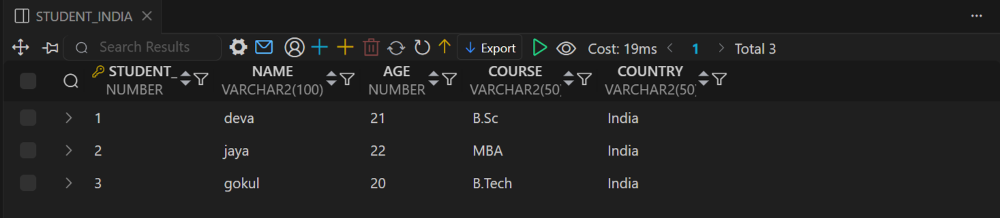 STUDENT_INDIA
Search Results Export Cost: 19ms 1 Total 3
STUDENT_ NAME AGE COURSE COUNTRY
NUMBER VARCHAR2(100) NUMBER VARCHAR2(50) VARCHAR2(50)
1 deva 21 B.Sc India
2 jaya 22 MBA India
3 gokul 20 B.Tech India